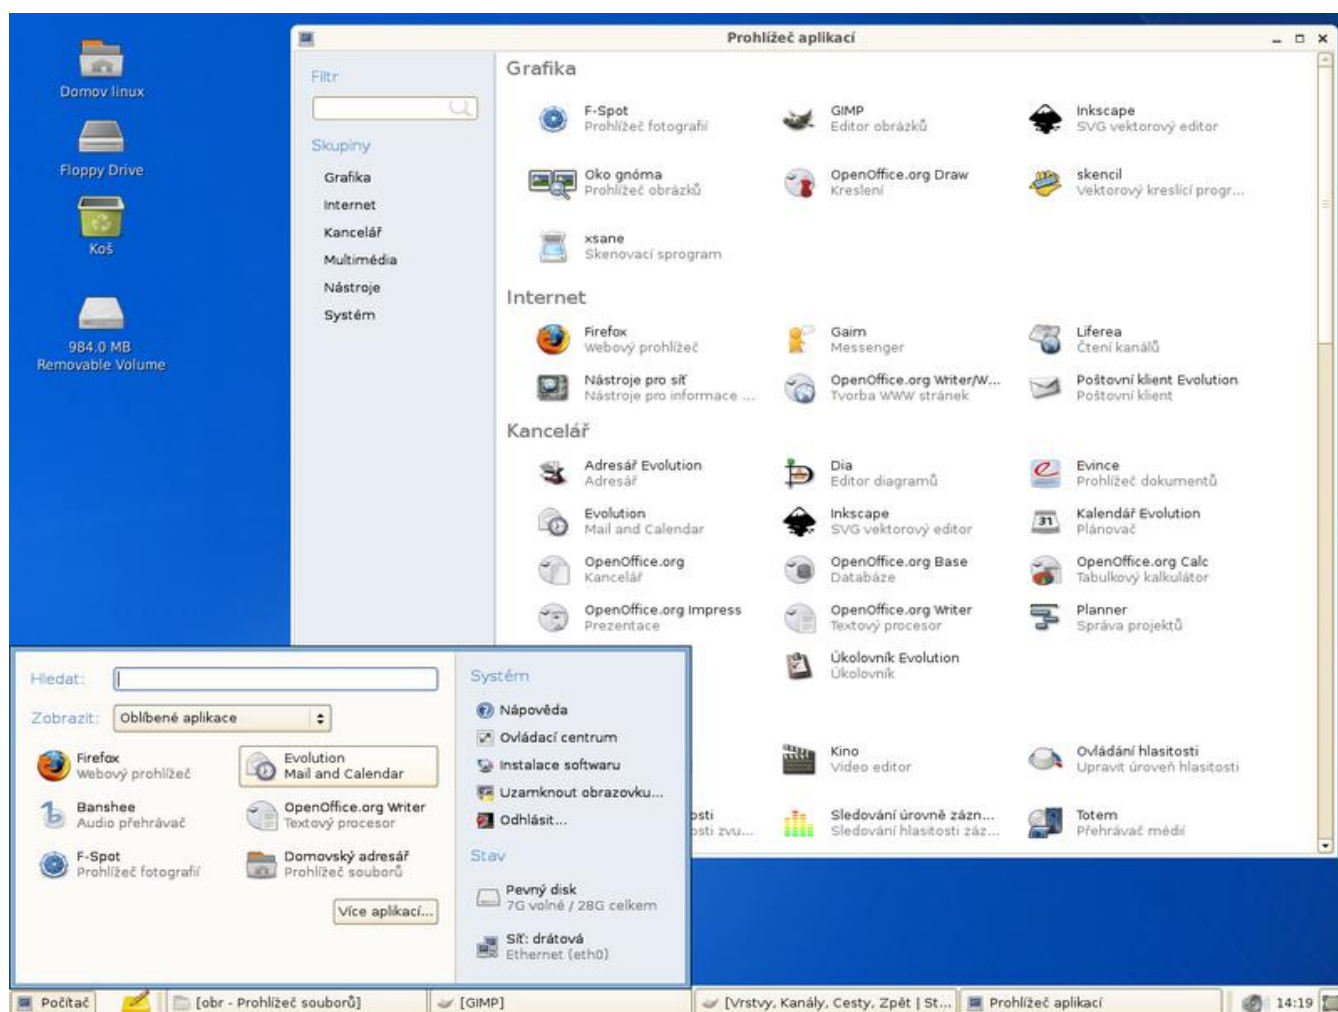 Domov linux
Floppy Drive
Koš
984.0 MB
Removable Volume
Prohlížeč aplikací
Filtr
Skupiny
Grafika
Internet
Kancelář
Multimédia
Nástroje
Systém
Grafika
F-Spot
Prohlížeč fotografií
GIMP
Editor obrázků
Inkscape
SVG vektorový editor
Oko gnóma
Prohlížeč obrázků
OpenOffice.org Draw
Kreslení
skencil
Vektorový kreslící progr...
xsane
Skenovací sprogram
Internet
Firefox
Webový prohlížeč
Gaim
Messenger
Liferea
Čtení kanálů
Nástroje pro síť
Nástroje pro informace ...
OpenOffice.org Writer/W...
Tvorba WWW stránek
Poštovní klient Evolution
Poštovní klient
Kancelář
Adresář Evolution
Adresář
Dia
Editor diagramů
Evince
Prohlížeč dokumentů
Evolution
Mail and Calendar
Inkscape
SVG vektorový editor
31
Kalendář Evolution
Plánovač
OpenOffice.org
Kancelář
OpenOffice.org Base
Databáze
OpenOffice.org Calc
Tabulkový kalkulátor
OpenOffice.org Impress
Prezentace
OpenOffice.org Writer
Textový procesor
Planner
Správa projektů
Úkolovník Evolution
Úkolovník
Kino
Video editor
Ovládání hlasitosti
Upravit úroveň hlasitosti
osti
osti zvu...
Sledování úrovně zázn...
Sledování hlasitosti záz...
Totem
Přehrávač médií
Hledat:
Zobrazit: Oblíbené aplikace
Firefox
Webový prohlížeč
Evolution
Mail and Calendar
Banshee
Audio přehrávač
OpenOffice.org Writer
Textový procesor
F-Spot
Prohlížeč fotografií
Domovský adresář
Prohlížeč souborů
Více aplikací...
Systém
Nápověda
Ovládací centrum
Instalace softwaru
Uzamknout obrazovku...
Odhlásit...
Stav
Pevný disk
7G volné / 28G celkem
Síť: drátová
Ethernet (eth0)
Počítač
[obr - Prohlížeč souborů]
[GIMP]
[Vrstvy, Kanály, Cesty, Zpět | St...
Prohlížeč aplikací
14:19